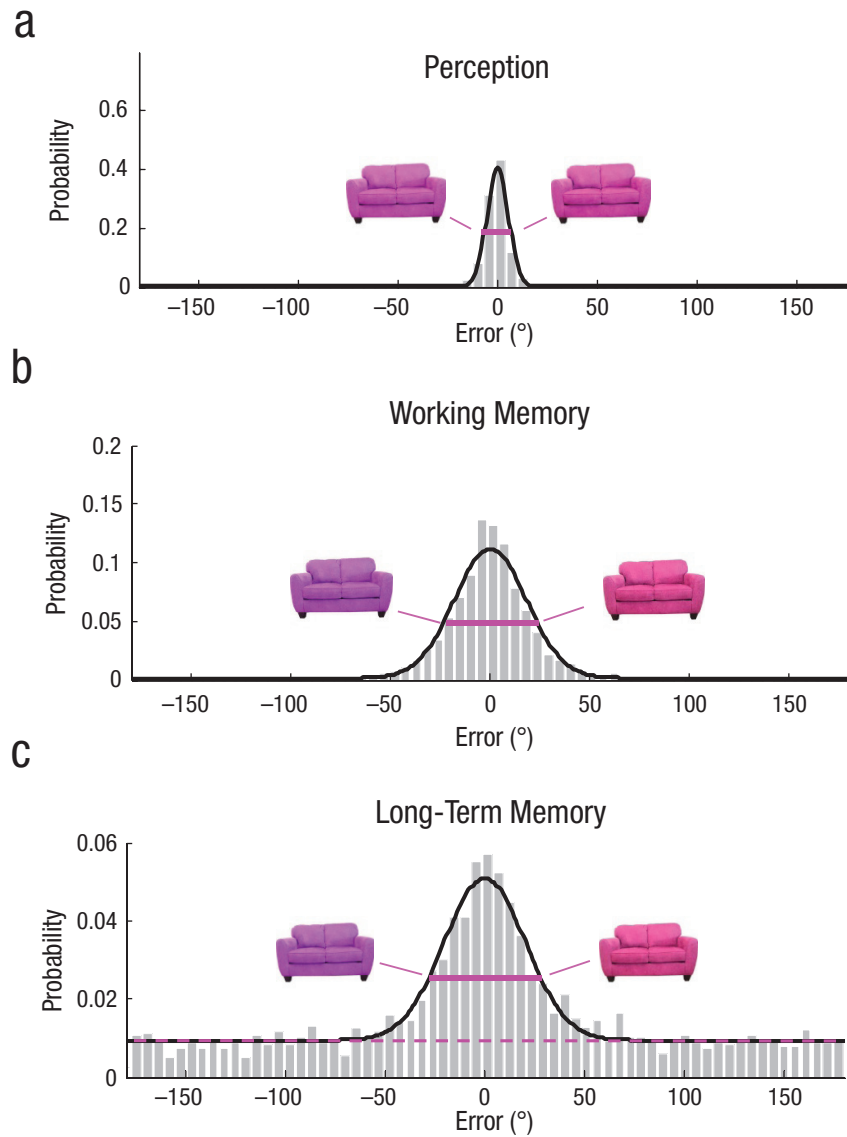 a
Perception
Probability
0.6
0.4
0.2
0
–150 –100 –50 0 50 100 150
Error (°)
b
Working Memory
Probability
0.2
0.15
0.1
0.05
0
–150 –100 –50 0 50 100 150
Error (°)
c
Long-Term Memory
Probability
0.06
0.04
0.02
0
–150 –100 –50 0 50 100 150
Error (°)